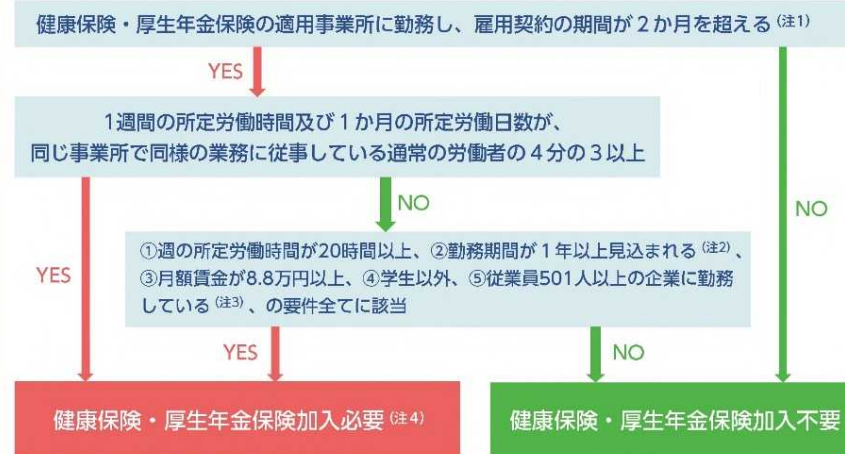 健康保険・厚生年金保険の適用事業所に勤務し、雇用契約の期間が2か月を超える(注1)
YES
1週間の所定労働時間及び1か月の所定労働日数が、
同じ事業所で同様の業務に従事している通常の労働者の4分の3以上
NO
NO
①週の所定労働時間が20時間以上、②勤務期間が1年以上見込まれる(注2)、
③月額賃金が8.8万円以上、④学生以外、⑤従業員501人以上の企業に勤務
している(注3)、の要件全てに該当
YES
YES
NO
健康保険・厚生年金保険加入必要(注4)
健康保険・厚生年金保険加入不要